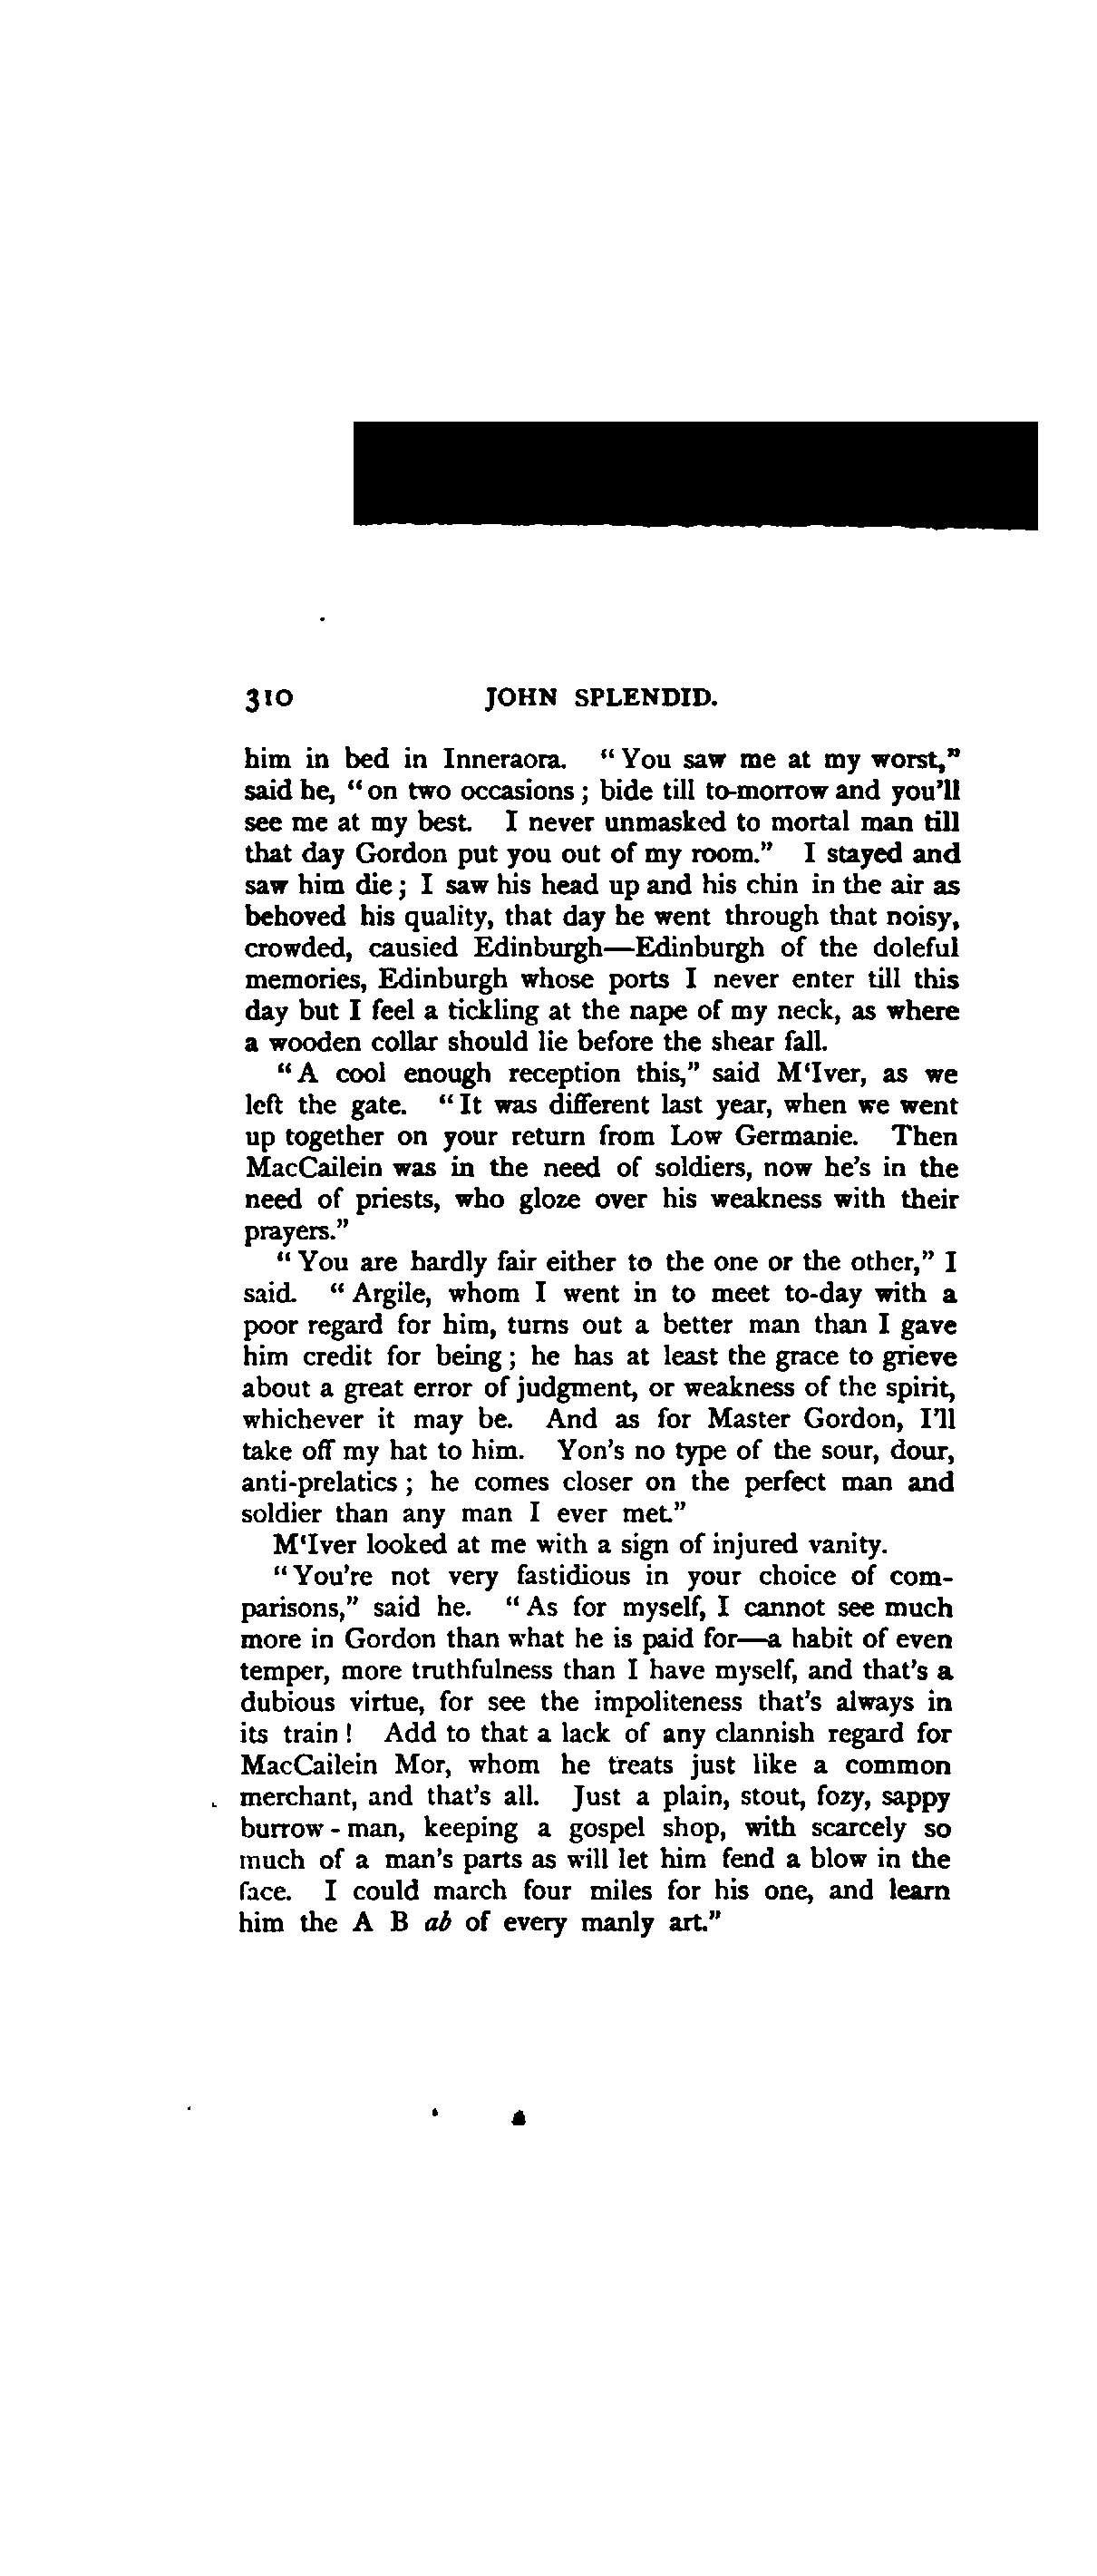 310 JOHN SPLENDID.
him in bed in Inneraora. “You saw me at my worst,”
said he, “on two occasions; bide till to-morrow and you’ll
see me at my best. I never unmasked to mortal man till
that day Gordon put you out of my room.” I stayed and
saw him die; I saw his head up and his chin in the air as
behoved his quality, that day he went through that noisy,
crowded, causied Edinburgh—Edinburgh of the doleful
memories, Edinburgh whose ports I never enter till this
day but I feel a tickling at the nape of my neck, as where
a wooden collar should lie before the shear fall.
“A cool enough reception this,” said M‘Iver, as we
left the gate. “It was different last year, when we went
up together on your return from Low Germanie. Then
MacCailein was in the need of soldiers, now he’s in the
need of priests, who gloze over his weakness with their
prayers.”
“You are hardly fair either to the one or the other,” I
said. “Argile, whom I went in to meet to-day with a
poor regard for him, turns out a better man than I gave
him credit for being; he has at least the grace to grieve
about a great error of judgment, or weakness of the spirit,
whichever it may be. And as for Master Gordon, I’ll
take off my hat to him. Yon’s no type of the sour, dour,
anti-prelatics; he comes closer on the perfect man and
soldier than any man I ever met.”
M‘Iver looked at me with a sign of injured vanity.
“You’re not very fastidious in your choice of com-
parisons,” said he. “As for myself, I cannot see much
more in Gordon than what he is paid for—a habit of even
temper, more truthfulness than I have myself, and that’s a
dubious virtue, for see the impoliteness that’s always in
its train! Add to that a lack of any clannish regard for
MacCailein Mor, whom he treats just like a common
merchant, and that’s all. Just a plain, stout, fozy, sappy
burrow-man, keeping a gospel shop, with scarcely so
much of a man’s parts as will let him fend a blow in the
face. I could march four miles for his one, and learn
him the A B ab of every manly art.”